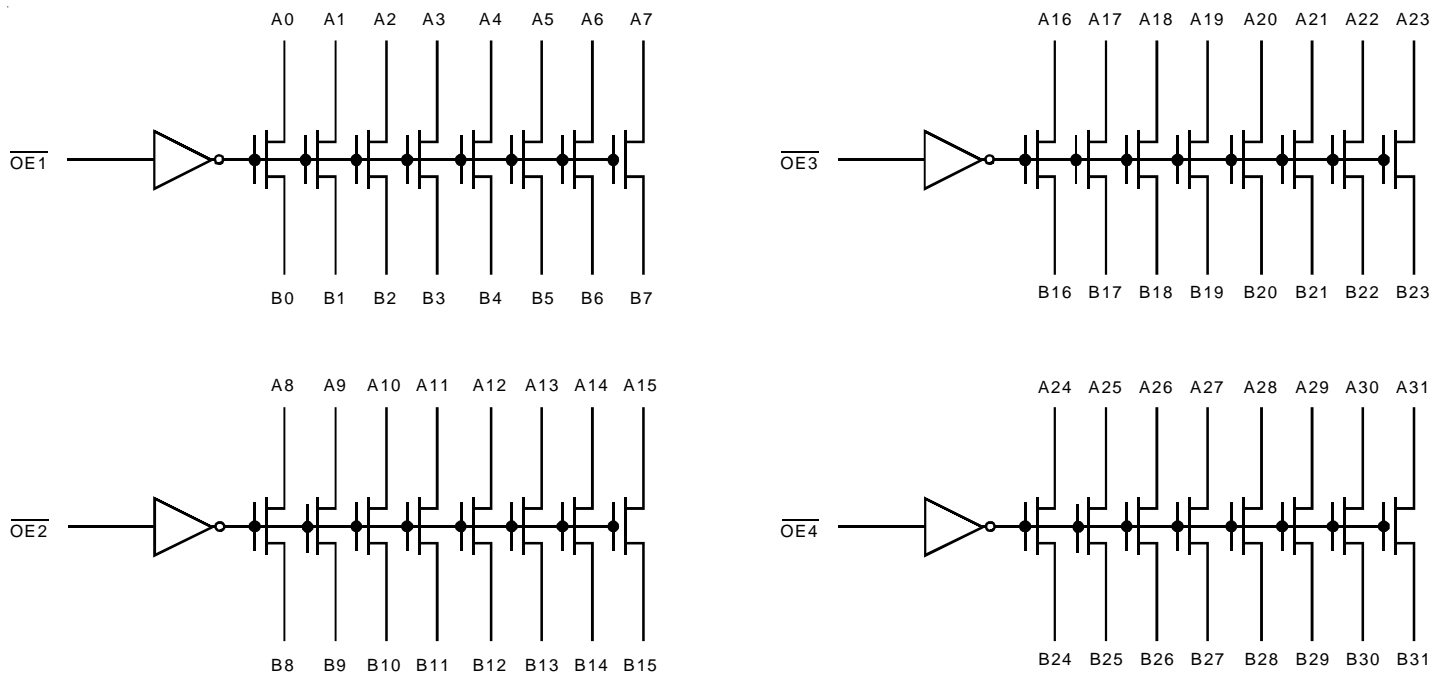 A0 A1 A2 A3 A4 A5 A6 A7
OE1
B0 B1 B2 B3 B4 B5 B6 B7
A16 A17 A18 A19 A20 A21 A22 A23
OE3
B16 B17 B18 B19 B20 B21 B22 B23
A8 A9 A10 A11 A12 A13 A14 A15
OE2
B8 B9 B10 B11 B12 B13 B14 B15
A24 A25 A26 A27 A28 A29 A30 A31
OE4
B24 B25 B26 B27 B28 B29 B30 B31